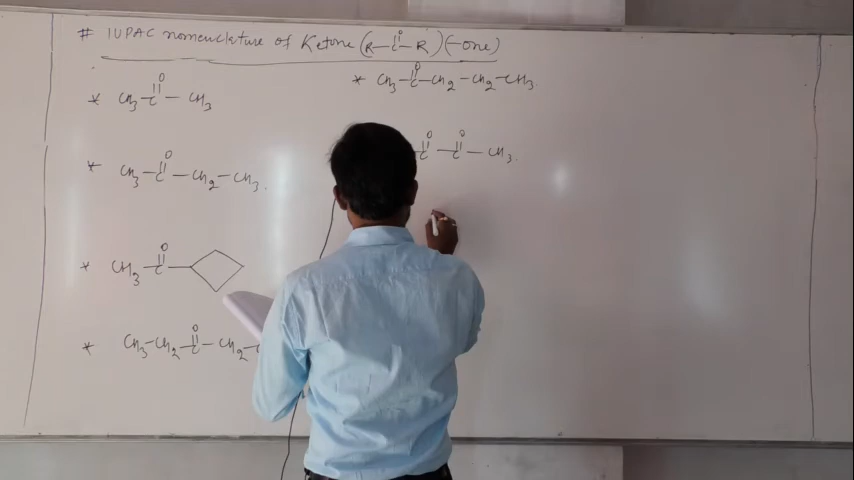 # IUPAC nomenclature of Ketone (R-C-R) (-one)
O
* CH3-C-CH3
O
* CH3-C-CH2-CH3.
O
* CH3-C-
O
* CH3-CH2-C-CH2-
O
* CH3-C-CH2-CH2-CH3.
O
O O
C-C-CH3.